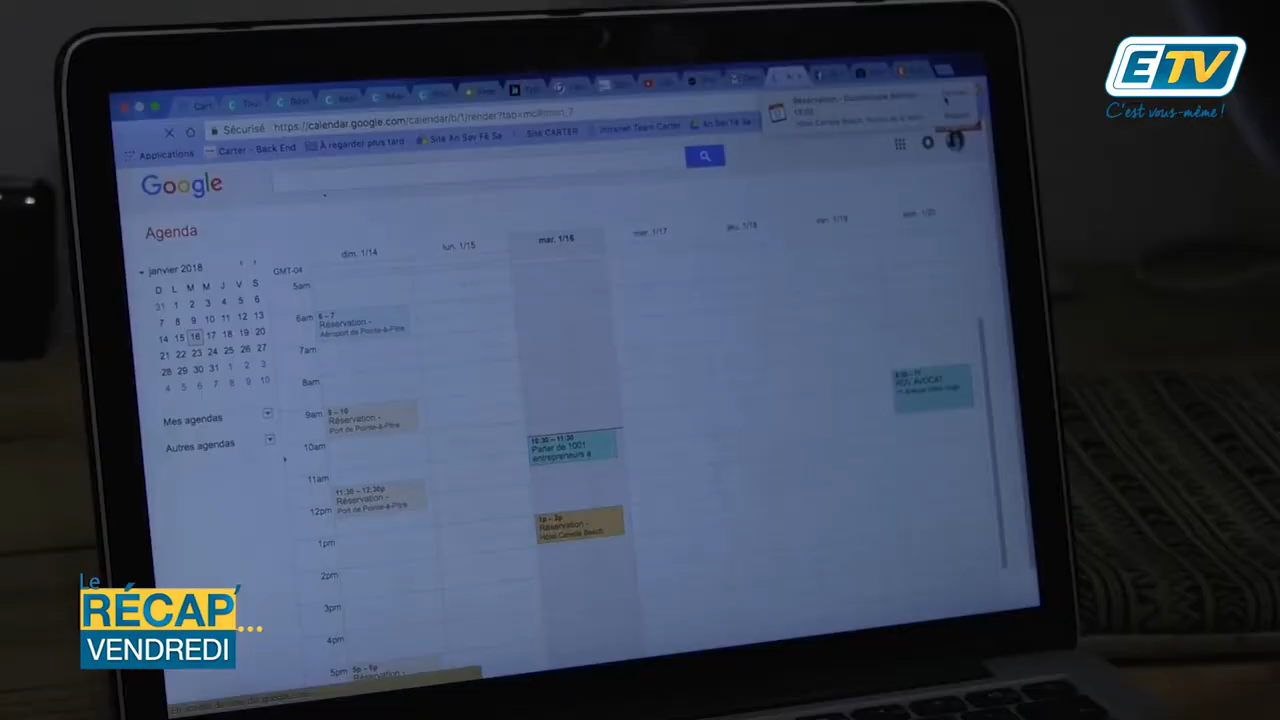 ETV
C'est vous-même !
Sécurisé
https://calendar.google.com/calendar/b/1/render?tab=mc#main_7
Applications
Carter - Back End
À regarder plus tard
Site An Sav Fè Sa
Site CARTER
Intranet Team Carter
An Sav Fè Sa
Google
Agenda
janvier 2018
D L M M J V S
31 1 2 3 4 5 6
7 8 9 10 11 12 13
14 15 16 17 18 19 20
21 22 23 24 25 26 27
28 29 30 31 1 2 3
4 5 6 7 8 9 10
Mes agendas
Autres agendas
GMT-04
dim. 1/14
lun. 1/15
mar. 1/16
mer. 1/17
jeu. 1/18
ven. 1/19
sam. 1/20
5am
6am
7am
8am
9am
10am
11am
12pm
1pm
2pm
3pm
4pm
5pm
6 – 7
Réservation -
Aéroport de Pointe-à-Pitre
9 – 10
Réservation -
Port de Pointe-à-Pitre
11:30 – 12:30p
Réservation -
Port de Pointe-à-Pitre
5p – 6p
Réservation -
10:30 – 11:30
Parler de 1001
entrepreneurs à
1p – 2p
Réservation -
Hôtel Canella Beach
RDV AVOCAT
Le
RÉCAP'...
VENDREDI